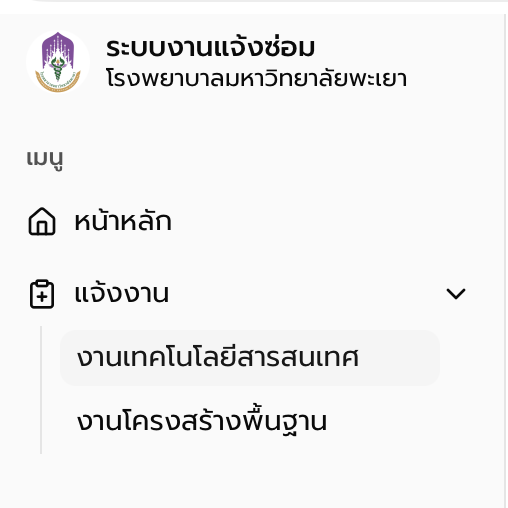 ระบบงานแจ้งซ่อม
โรงพยาบาลมหาวิทยาลัยพะเยา
เมนู
หน้าหลัก
แจ้งงาน
งานเทคโนโลยีสารสนเทศ
งานโครงสร้างพื้นฐาน